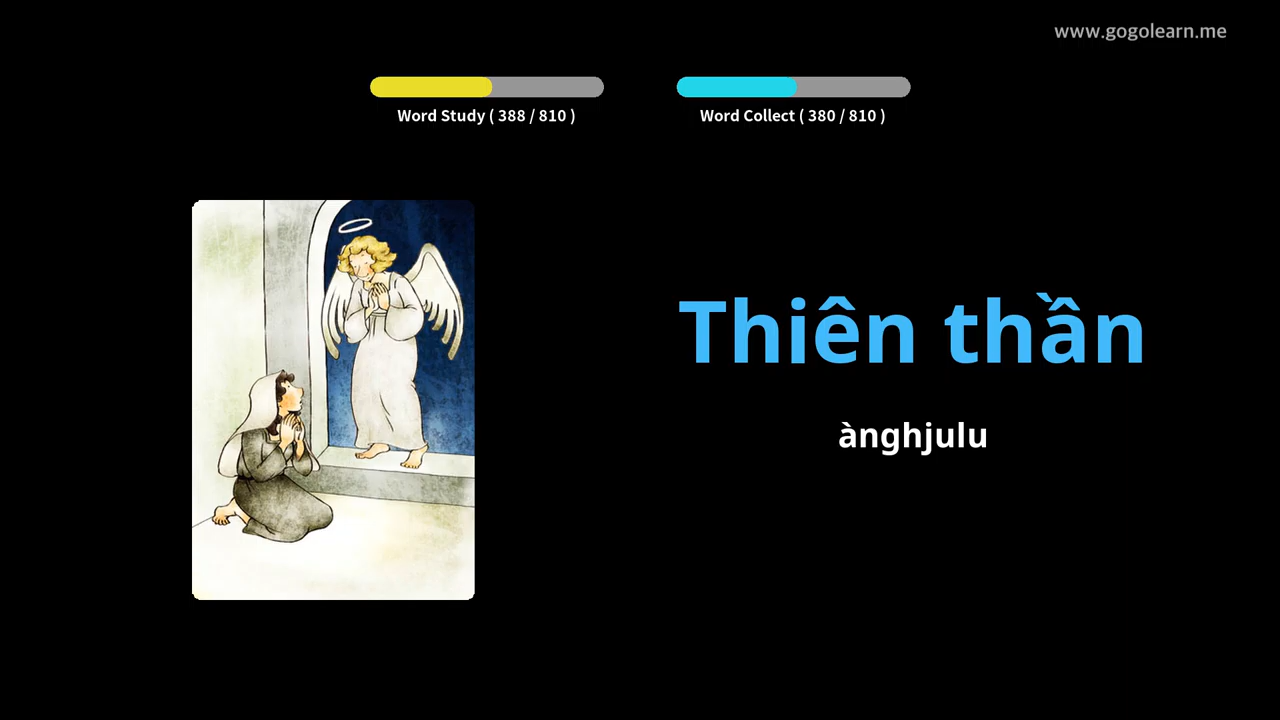 www.gogolearn.me
Word Study ( 388 / 810 )
Word Collect ( 380 / 810 )
Thiên thần
ànghjulu